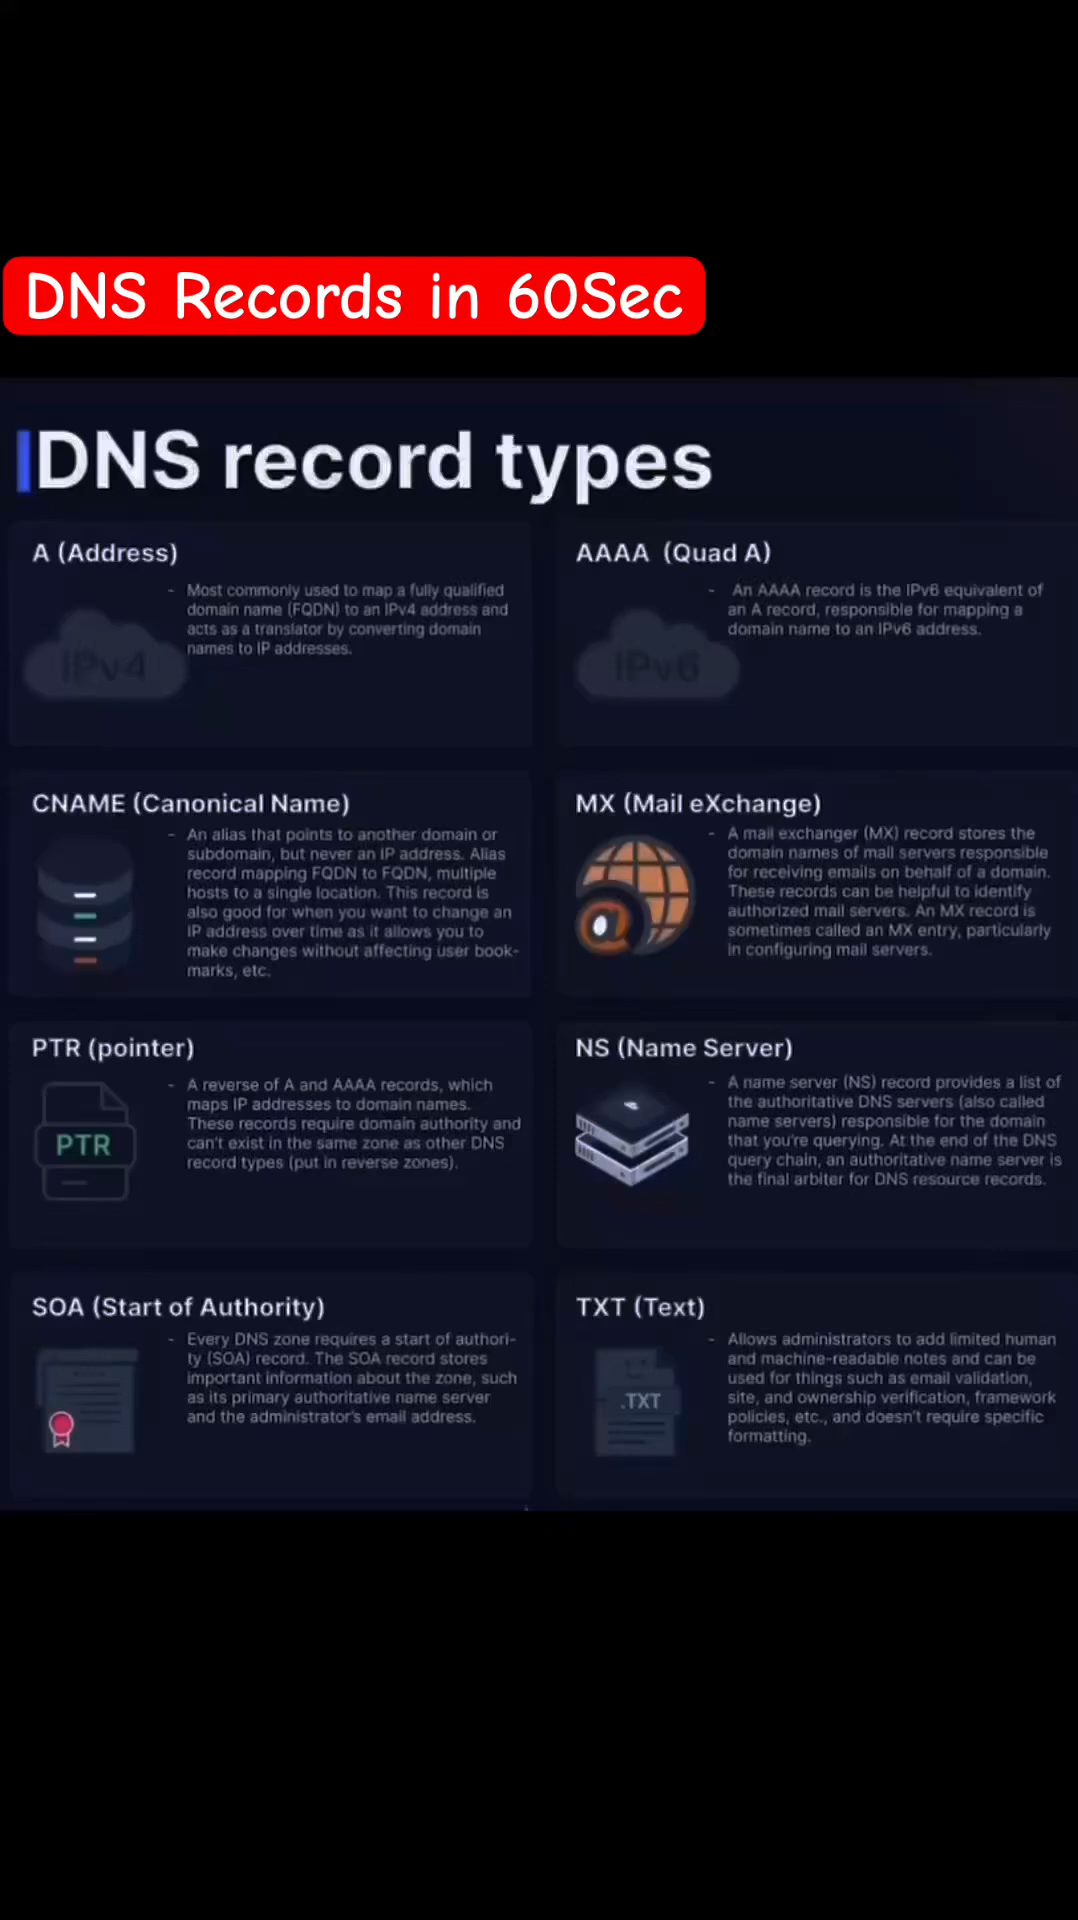 DNS Records in 60Sec
DNS record types
A (Address)
- Most commonly used to map a fully qualified
domain name (FQDN) to an IPv4 address and
acts as a translator by converting domain
names to IP addresses.
IPv4
AAAA (Quad A)
- An AAAA record is the IPv6 equivalent of
an A record, responsible for mapping a
domain name to an IPv6 address.
IPv6
CNAME (Canonical Name)
- An alias that points to another domain or
subdomain, but never an IP address. Alias
record mapping FQDN to FQDN, multiple
hosts to a single location. This record is
also good for when you want to change an
IP address over time as it allows you to
make changes without affecting user book-
marks, etc.
MX (Mail eXchange)
- A mail exchanger (MX) record stores the
domain names of mail servers responsible
for receiving emails on behalf of a domain.
These records can be helpful to identify
authorized mail servers. An MX record is
sometimes called an MX entry, particularly
in configuring mail servers.
@
PTR (pointer)
- A reverse of A and AAAA records, which
maps IP addresses to domain names.
These records require domain authority and
can't exist in the same zone as other DNS
record types (put in reverse zones).
PTR
NS (Name Server)
- A name server (NS) record provides a list of
the authoritative DNS servers (also called
name servers) responsible for the domain
that you're querying. At the end of the DNS
query chain, an authoritative name server is
the final arbiter for DNS resource records.
SOA (Start of Authority)
- Every DNS zone requires a start of authori-
ty (SOA) record. The SOA record stores
important information about the zone, such
as its primary authoritative name server
and the administrator's email address.
TXT (Text)
- Allows administrators to add limited human
and machine-readable notes and can be
used for things such as email validation,
site, and ownership verification, framework
policies, etc., and doesn't require specific
formatting.
.TXT